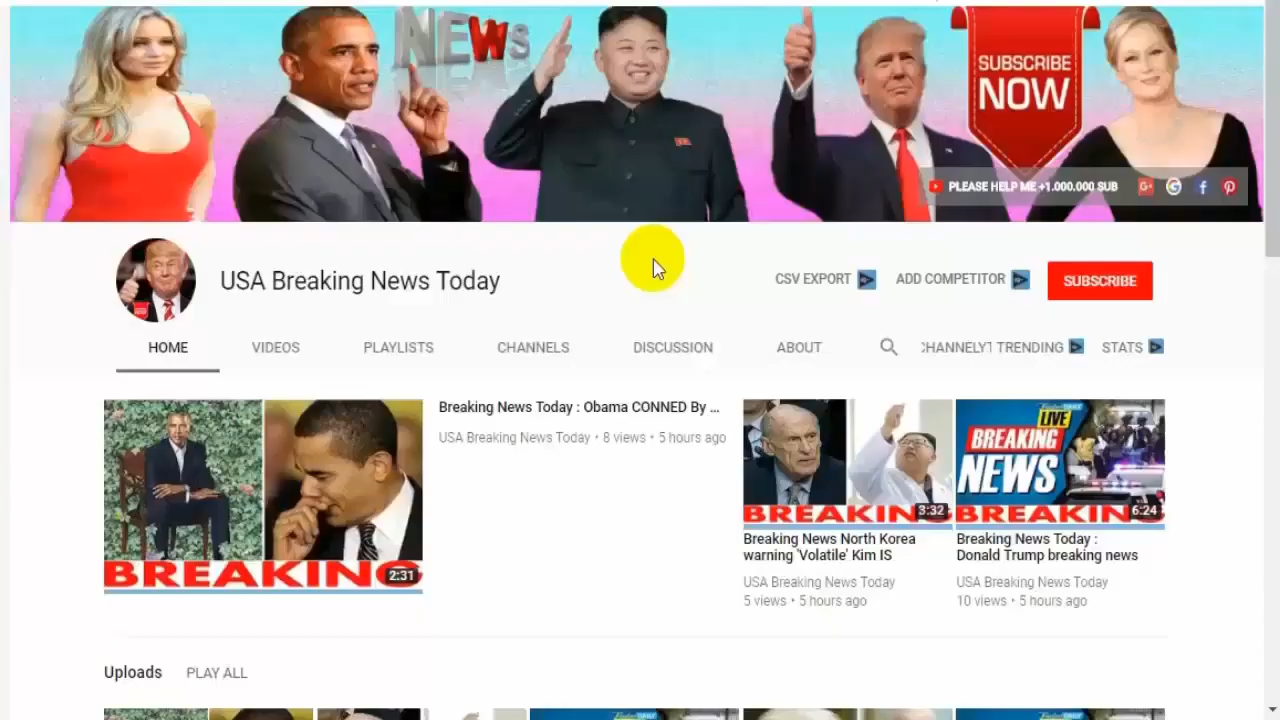 NEWS
SUBSCRIBE
NOW
PLEASE HELP ME +1.000.000 SUB
USA Breaking News Today
CSV EXPORT
ADD COMPETITOR
SUBSCRIBE
HOME
VIDEOS
PLAYLISTS
CHANNELS
DISCUSSION
ABOUT
CHANNELYT TRENDING
STATS
BREAKING
2:31
Breaking News Today : Obama CONNED By ...
USA Breaking News Today • 8 views • 5 hours ago
BREAKIN
3:32
Breaking News North Korea
warning 'Volatile' Kim IS
USA Breaking News Today
5 views • 5 hours ago
LIVE
BREAKING
NEWS
BREAKIN
6:24
Breaking News Today :
Donald Trump breaking news
USA Breaking News Today
10 views • 5 hours ago
Uploads
PLAY ALL